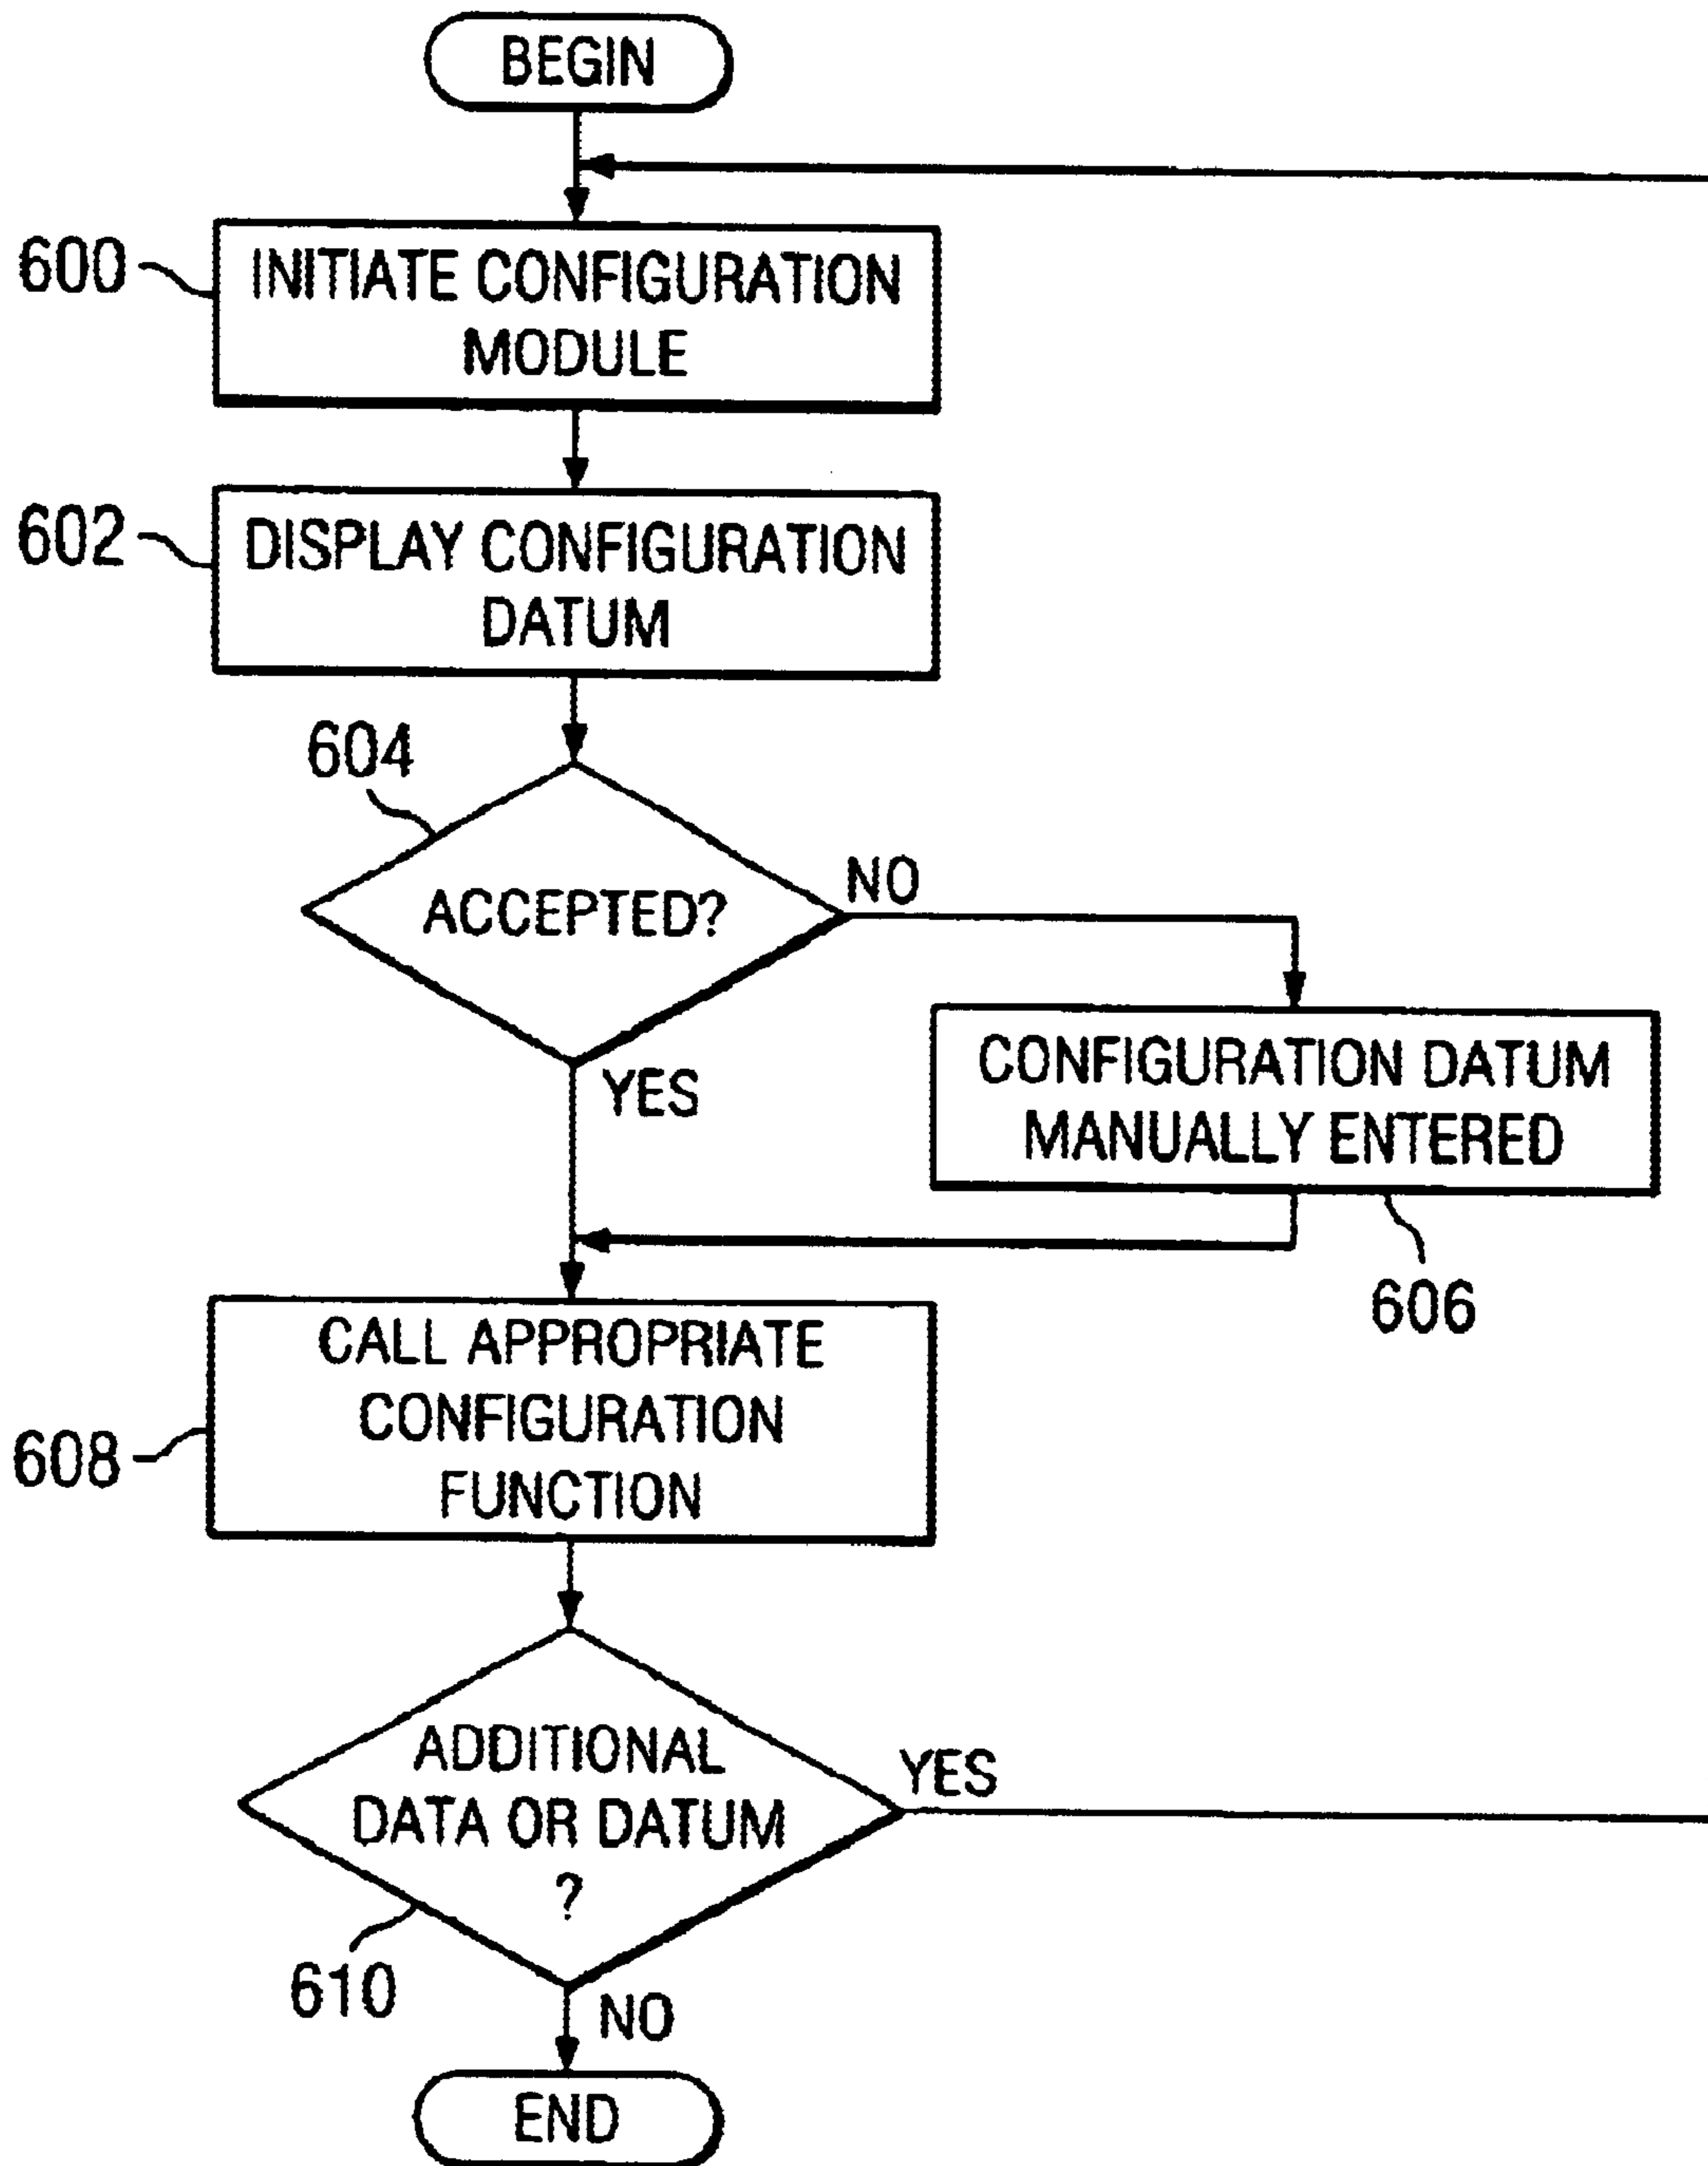 BEGIN
600
INITIATE CONFIGURATION
MODULE
602
DISPLAY CONFIGURATION
DATUM
604
ACCEPTED?
NO
YES
CONFIGURATION DATUM
MANUALLY ENTERED
606
CALL APPROPRIATE
CONFIGURATION
FUNCTION
608
ADDITIONAL
DATA OR DATUM
?
YES
610
NO
END